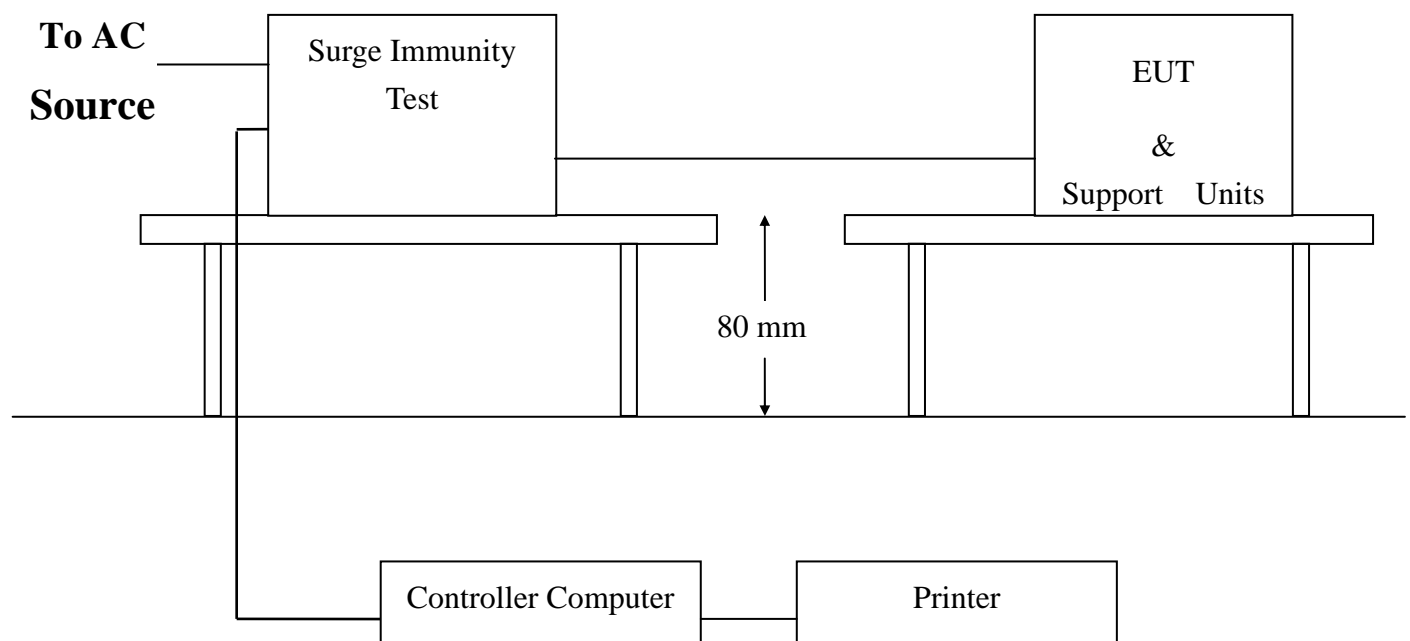 To AC
Source
Surge Immunity
Test
EUT
&
Support Units
80 mm
Controller Computer
Printer